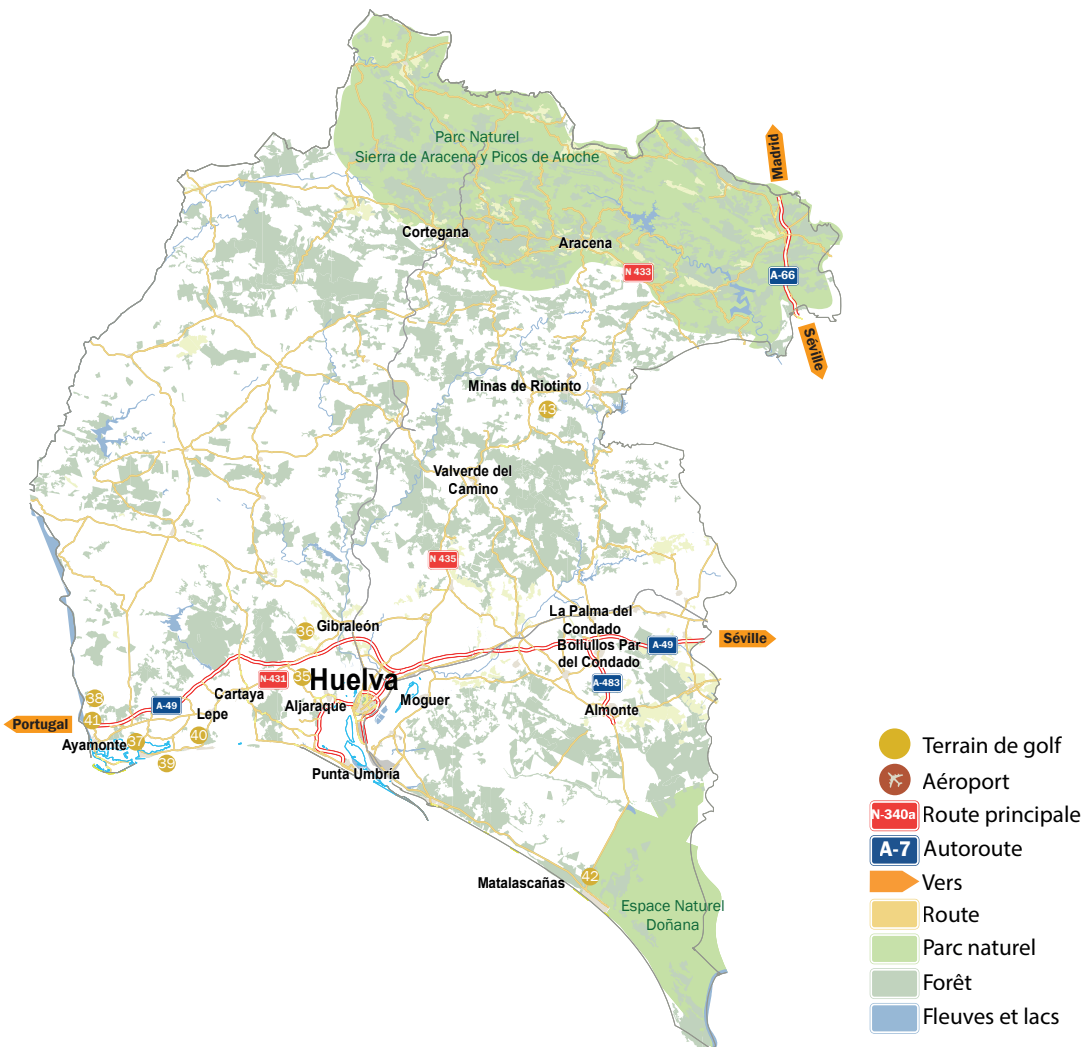 Parc Naturel
Sierra de Aracena y Picos de Aroche
Madrid
Cortegana
Aracena
N 433
A-66
Séville
Minas de Riotinto
43
Valverde del
Camino
N 435
La Palma del
Condado
36
Gibraleón
Bollullos Par
del Condado
A-49
Séville
N-431
35
Huelva
A-483
38
Cartaya
Aljaraque
Moguer
A-49
Lepe
Almonte
41
Portugal
Ayamonte
37
40
39
Punta Umbría
Matalascañas
42
Espace Naturel
Doñana
Terrain de golf
Aéroport
N-340a
Route principale
A-7
Autoroute
Vers
Route
Parc naturel
Forêt
Fleuves et lacs